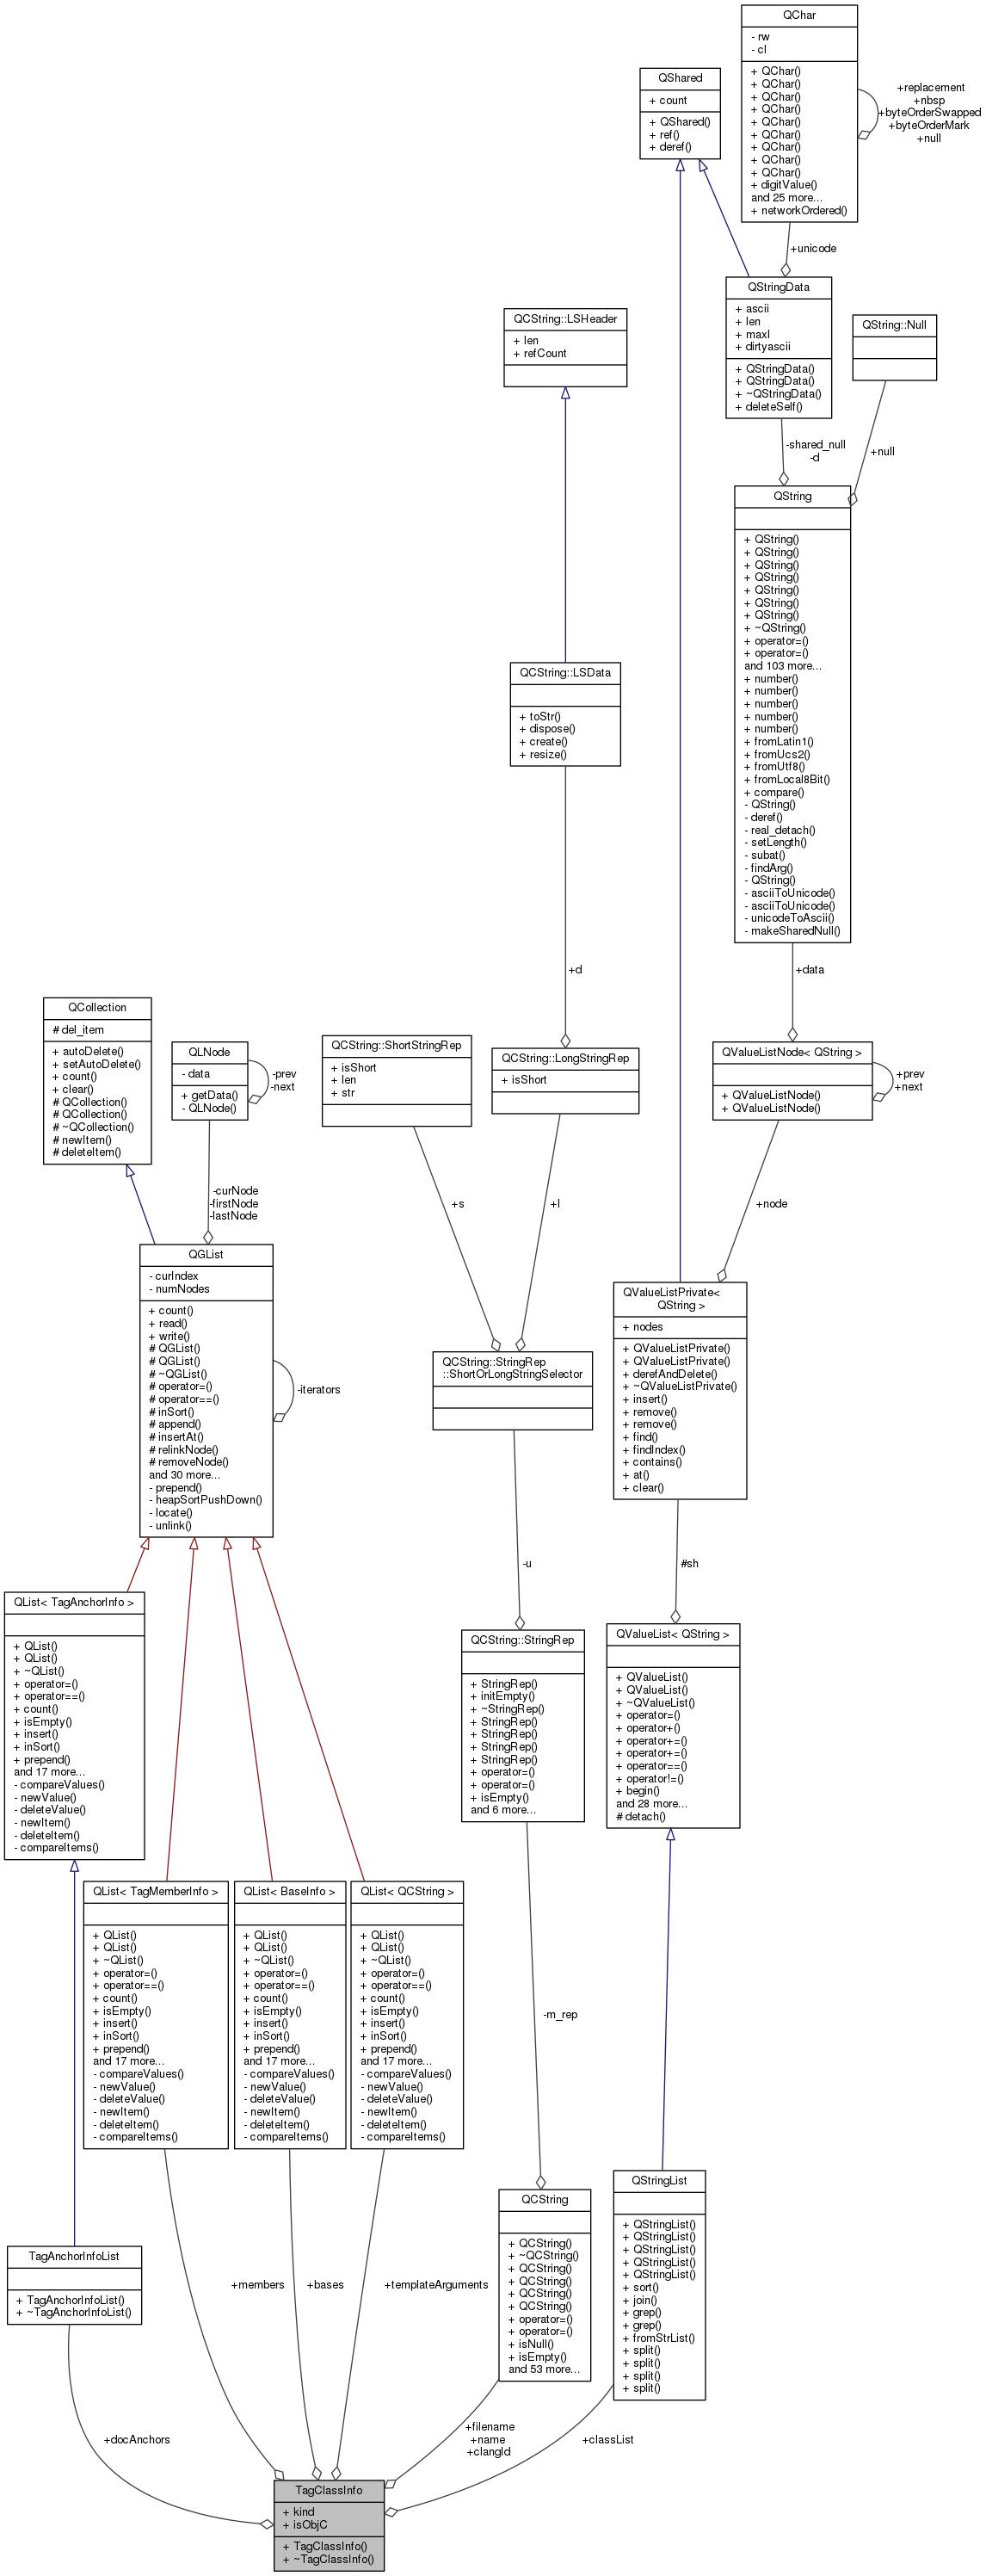 QChar
- rw
- cl
+ QChar()
+ QChar()
+ QChar()
+ QChar()
+ QChar()
+ QChar()
+ QChar()
+ QChar()
+ QChar()
+ digitValue()
and 25 more...
+ networkOrdered()
+replacement
+nbsp
+byteOrderSwapped
+byteOrderMark
+null
QShared
+ count
+ QShared()
+ ref()
+ deref()
+unicode
QStringData
+ ascii
+ len
+ maxl
+ dirtyascii
+ QStringData()
+ QStringData()
+ ~QStringData()
+ deleteSelf()
QCString::LSHeader
+ len
+ refCount
QString::Null
-shared_null
-d
+null
QString
+ QString()
+ QString()
+ QString()
+ QString()
+ QString()
+ QString()
+ QString()
+ ~QString()
+ operator=()
+ operator=()
and 103 more...
+ number()
+ number()
+ number()
+ number()
+ number()
+ fromLatin1()
+ fromUcs2()
+ fromUtf8()
+ fromLocal8Bit()
+ compare()
- QString()
- deref()
- real_detach()
- setLength()
- subat()
- findArg()
- QString()
- asciiToUnicode()
- asciiToUnicode()
- unicodeToAscii()
- makeSharedNull()
QCString::LSData
+ toStr()
+ dispose()
+ create()
+ resize()
+d
+data
QCollection
# del_item
+ autoDelete()
+ setAutoDelete()
+ count()
+ clear()
# QCollection()
# QCollection()
# ~QCollection()
# newItem()
# deleteItem()
QLNode
- data
+ getData()
- QLNode()
-prev
-next
QCString::ShortStringRep
+ isShort
+ len
+ str
QCString::LongStringRep
+ isShort
QValueListNode< QString >
+ QValueListNode()
+ QValueListNode()
+prev
+next
-curNode
-firstNode
-lastNode
+s
+l
+node
QGList
- curIndex
- numNodes
+ count()
+ read()
+ write()
# QGList()
# QGList()
# ~QGList()
# operator=()
# operator==()
# inSort()
# append()
# insertAt()
# relinkNode()
# removeNode()
and 30 more...
- prepend()
- heapSortPushDown()
- locate()
- unlink()
-iterators
QCString::StringRep
::ShortOrLongStringSelector
QValueListPrivate<
QString >
+ nodes
+ QValueListPrivate()
+ QValueListPrivate()
+ derefAndDelete()
+ ~QValueListPrivate()
+ insert()
+ remove()
+ remove()
+ find()
+ findIndex()
+ contains()
+ at()
+ clear()
-u
#sh
QList< TagAnchorInfo >
+ QList()
+ QList()
+ ~QList()
+ operator=()
+ operator==()
+ count()
+ isEmpty()
+ insert()
+ inSort()
+ prepend()
and 17 more...
- compareValues()
- newValue()
- deleteValue()
- newItem()
- deleteItem()
- compareItems()
QCString::StringRep
+ StringRep()
+ initEmpty()
+ ~StringRep()
+ StringRep()
+ StringRep()
+ StringRep()
+ StringRep()
+ operator=()
+ operator=()
+ isEmpty()
and 6 more...
QValueList< QString >
+ QValueList()
+ QValueList()
+ ~QValueList()
+ operator=()
+ operator+()
+ operator+=()
+ operator+=()
+ operator==()
+ operator!=()
+ begin()
and 28 more...
# detach()
QList< TagMemberInfo >
+ QList()
+ QList()
+ ~QList()
+ operator=()
+ operator==()
+ count()
+ isEmpty()
+ insert()
+ inSort()
+ prepend()
and 17 more...
- compareValues()
- newValue()
- deleteValue()
- newItem()
- deleteItem()
- compareItems()
QList< BaseInfo >
+ QList()
+ QList()
+ ~QList()
+ operator=()
+ operator==()
+ count()
+ isEmpty()
+ insert()
+ inSort()
+ prepend()
and 17 more...
- compareValues()
- newValue()
- deleteValue()
- newItem()
- deleteItem()
- compareItems()
QList< QCString >
+ QList()
+ QList()
+ ~QList()
+ operator=()
+ operator==()
+ count()
+ isEmpty()
+ insert()
+ inSort()
+ prepend()
and 17 more...
- compareValues()
- newValue()
- deleteValue()
- newItem()
- deleteItem()
- compareItems()
-m_rep
TagAnchorInfoList
+ TagAnchorInfoList()
+ ~TagAnchorInfoList()
+members
+bases
+templateArguments
QCString
+ QCString()
+ ~QCString()
+ QCString()
+ QCString()
+ QCString()
+ QCString()
+ operator=()
+ operator=()
+ isNull()
+ isEmpty()
and 53 more...
QStringList
+ QStringList()
+ QStringList()
+ QStringList()
+ QStringList()
+ QStringList()
+ sort()
+ join()
+ grep()
+ grep()
+ fromStrList()
+ split()
+ split()
+ split()
+ split()
+docAnchors
+filename
+name
+clangId
+classList
TagClassInfo
+ kind
+ isObjC
+ TagClassInfo()
+ ~TagClassInfo()